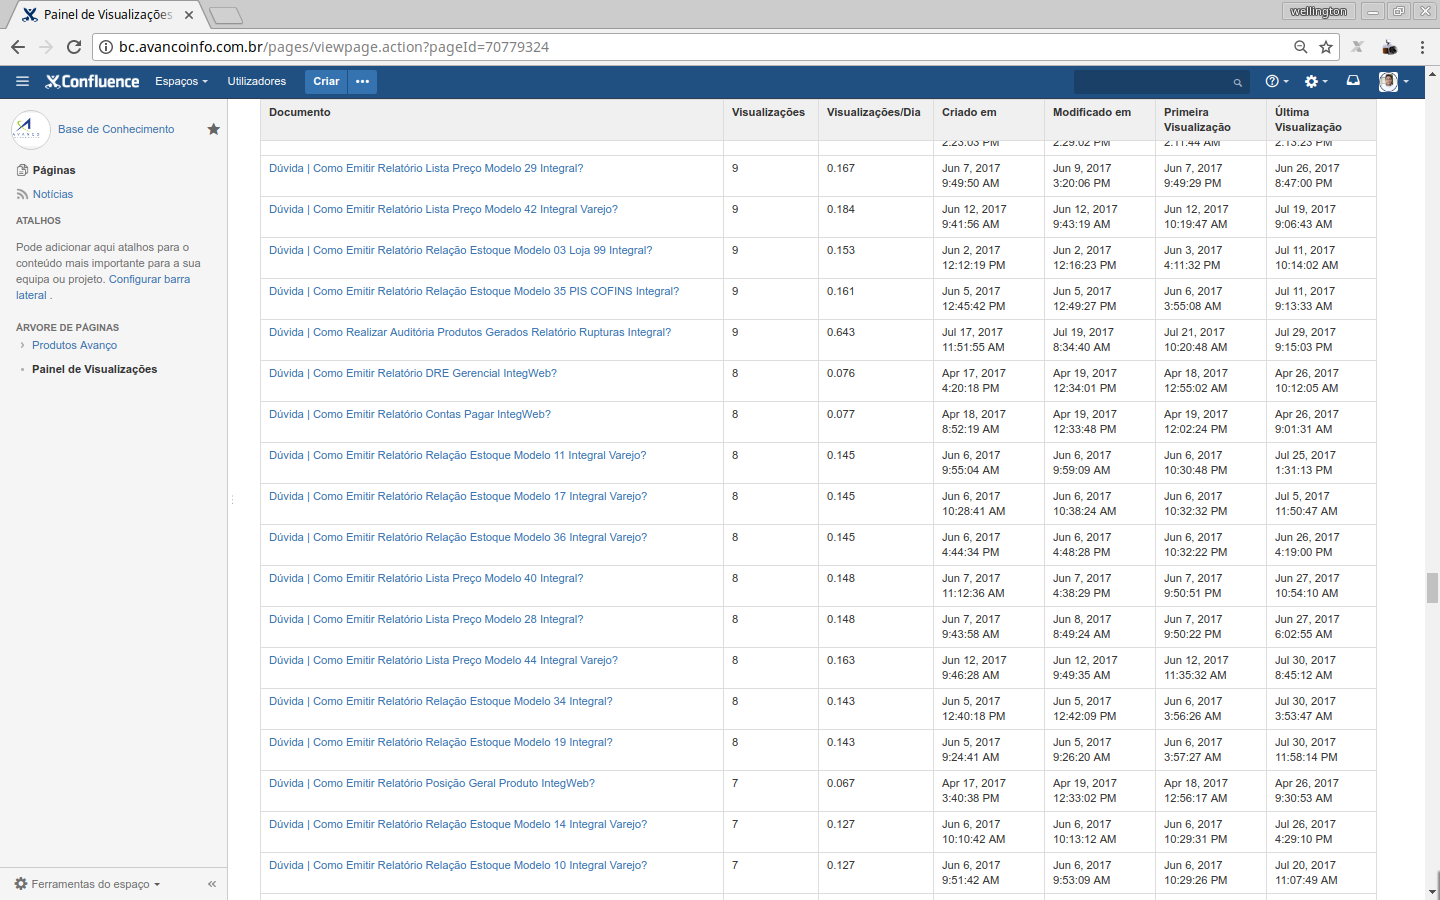 Painel de Visualizações
wellington
bc.avancoinfo.com.br/pages/viewpage.action?pageId=70779324
Confluence
Espaços
Utilizadores
Criar
•••
Base de Conhecimento
Páginas
Notícias
ATALHOS
Pode adicionar aqui atalhos para o
conteúdo mais importante para a sua
equipa ou projeto. Configurar barra
lateral .
ÁRVORE DE PÁGINAS
Produtos Avanço
Painel de Visualizações
Ferramentas do espaço
Documento Visualizações Visualizações/Dia Criado em Modificado em Primeira Última
Visualização Visualização
2:23:03 PM 2:29:02 PM 2:11:44 AM 2:13:23 PM
Dúvida | Como Emitir Relatório Lista Preço Modelo 29 Integral? 9 0.167 Jun 7, 2017 Jun 9, 2017 Jun 7, 2017 Jun 26, 2017
9:49:50 AM 3:20:06 PM 9:49:29 PM 8:47:00 PM
Dúvida | Como Emitir Relatório Lista Preço Modelo 42 Integral Varejo? 9 0.184 Jun 12, 2017 Jun 12, 2017 Jun 12, 2017 Jul 19, 2017
9:41:56 AM 9:43:19 AM 10:19:47 AM 9:06:43 AM
Dúvida | Como Emitir Relatório Relação Estoque Modelo 03 Loja 99 Integral? 9 0.153 Jun 2, 2017 Jun 2, 2017 Jun 3, 2017 Jul 11, 2017
12:12:19 PM 12:16:23 PM 4:11:32 PM 10:14:02 AM
Dúvida | Como Emitir Relatório Relação Estoque Modelo 35 PIS COFINS Integral? 9 0.161 Jun 5, 2017 Jun 5, 2017 Jun 6, 2017 Jul 11, 2017
12:45:42 PM 12:49:27 PM 3:55:08 AM 9:13:33 AM
Dúvida | Como Realizar Auditória Produtos Gerados Relatório Rupturas Integral? 9 0.643 Jul 17, 2017 Jul 19, 2017 Jul 21, 2017 Jul 29, 2017
11:51:55 AM 8:34:40 AM 10:20:48 AM 9:15:03 PM
Dúvida | Como Emitir Relatório DRE Gerencial IntegWeb? 8 0.076 Apr 17, 2017 Apr 19, 2017 Apr 18, 2017 Apr 26, 2017
4:20:18 PM 12:34:01 PM 12:55:02 AM 10:12:05 AM
Dúvida | Como Emitir Relatório Contas Pagar IntegWeb? 8 0.077 Apr 18, 2017 Apr 19, 2017 Apr 19, 2017 Apr 26, 2017
8:52:19 AM 12:33:48 PM 12:02:24 PM 9:01:31 AM
Dúvida | Como Emitir Relatório Relação Estoque Modelo 11 Integral Varejo? 8 0.145 Jun 6, 2017 Jun 6, 2017 Jun 6, 2017 Jul 25, 2017
9:55:04 AM 9:59:09 AM 10:30:48 PM 1:31:13 PM
Dúvida | Como Emitir Relatório Relação Estoque Modelo 17 Integral Varejo? 8 0.145 Jun 6, 2017 Jun 6, 2017 Jun 6, 2017 Jul 5, 2017
10:28:41 AM 10:38:24 AM 10:32:32 PM 11:50:47 AM
Dúvida | Como Emitir Relatório Relação Estoque Modelo 36 Integral Varejo? 8 0.145 Jun 6, 2017 Jun 6, 2017 Jun 6, 2017 Jun 26, 2017
4:44:34 PM 4:48:28 PM 10:32:22 PM 4:19:00 PM
Dúvida | Como Emitir Relatório Lista Preço Modelo 40 Integral? 8 0.148 Jun 7, 2017 Jun 7, 2017 Jun 7, 2017 Jun 27, 2017
11:12:36 AM 4:38:29 PM 9:50:51 PM 10:54:10 AM
Dúvida | Como Emitir Relatório Lista Preço Modelo 28 Integral? 8 0.148 Jun 7, 2017 Jun 8, 2017 Jun 7, 2017 Jun 27, 2017
9:43:58 AM 8:49:24 AM 9:50:22 PM 6:02:55 AM
Dúvida | Como Emitir Relatório Lista Preço Modelo 44 Integral Varejo? 8 0.163 Jun 12, 2017 Jun 12, 2017 Jun 12, 2017 Jul 30, 2017
9:46:28 AM 9:49:35 AM 11:35:32 AM 8:45:12 AM
Dúvida | Como Emitir Relatório Relação Estoque Modelo 34 Integral? 8 0.143 Jun 5, 2017 Jun 5, 2017 Jun 6, 2017 Jul 30, 2017
12:40:18 PM 12:42:09 PM 3:56:26 AM 3:53:47 AM
Dúvida | Como Emitir Relatório Relação Estoque Modelo 19 Integral? 8 0.143 Jun 5, 2017 Jun 5, 2017 Jun 6, 2017 Jul 30, 2017
9:24:41 AM 9:26:20 AM 3:57:27 AM 11:58:14 PM
Dúvida | Como Emitir Relatório Posição Geral Produto IntegWeb? 7 0.067 Apr 17, 2017 Apr 19, 2017 Apr 18, 2017 Apr 26, 2017
3:40:38 PM 12:33:02 PM 12:56:17 AM 9:30:53 AM
Dúvida | Como Emitir Relatório Relação Estoque Modelo 14 Integral Varejo? 7 0.127 Jun 6, 2017 Jun 6, 2017 Jun 6, 2017 Jul 26, 2017
10:10:42 AM 10:13:12 AM 10:29:31 PM 4:29:10 PM
Dúvida | Como Emitir Relatório Relação Estoque Modelo 10 Integral Varejo? 7 0.127 Jun 6, 2017 Jun 6, 2017 Jun 6, 2017 Jul 20, 2017
9:51:42 AM 9:53:09 AM 10:29:26 PM 11:07:49 AM